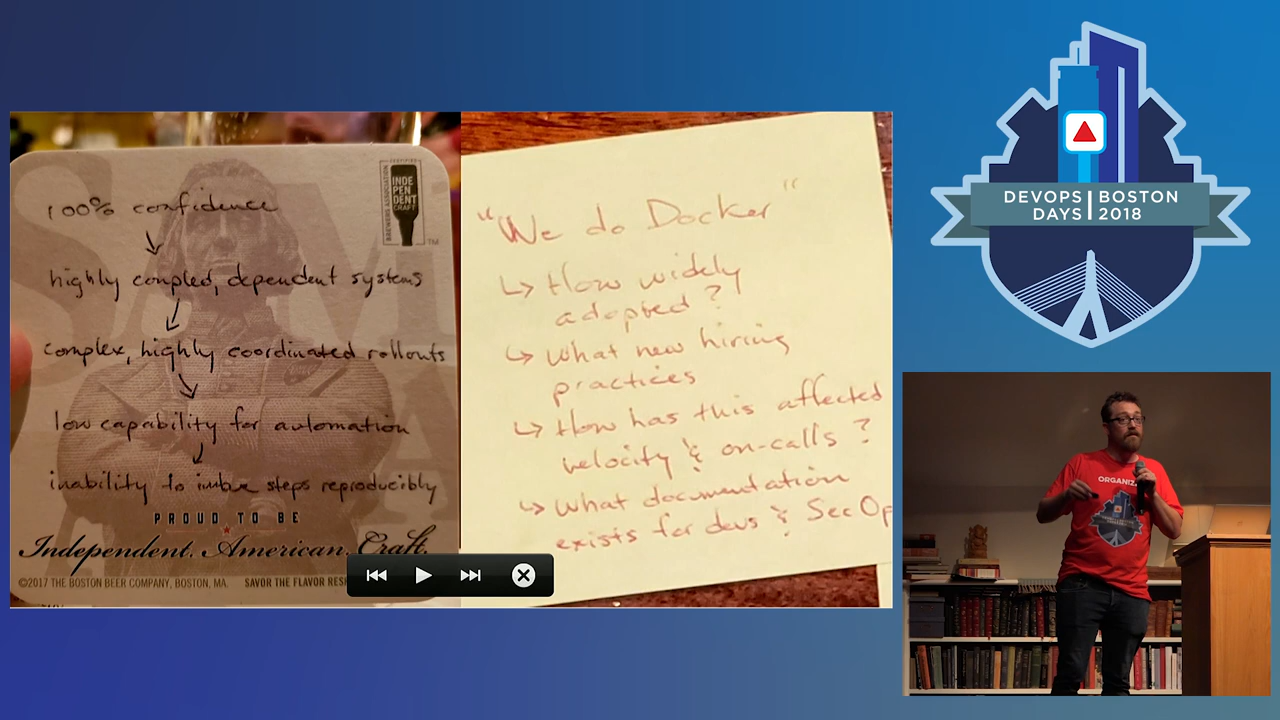 100% confidence
highly coupled, dependent systems
complex, highly coordinated rollouts
low capability for automation
inability to imbue steps reproducibly
PROUD TO BE
Independent. American. Craft.
©2017 THE BOSTON BEER COMPANY, BOSTON, MA. SAVOR THE FLAVOR
BREWERS ASSOCIATION
CERTIFIED
INDE
PEN
DENT
CRAFT
TM
"We do Docker"
How widely
adopted?
What new hiring
practices
How has this affected
velocity & on-calls?
What documentation
exists for devs & SecOp
DEVOPS BOSTON
DAYS 2018
ORGANIZ